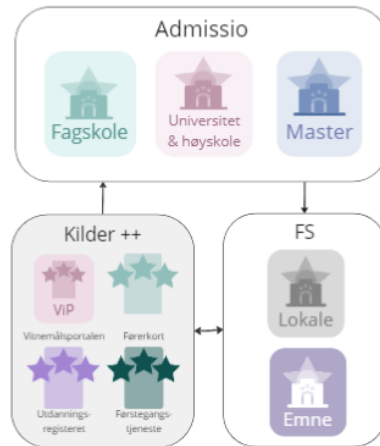 Admissio
Fagskole
Universitet
& høyskole
Master
Kilder ++
ViP
Vitnemålsportalen
Førerkort
Utdannings-
registeret
Førstegangs-
tjeneste
FS
Lokale
Emne